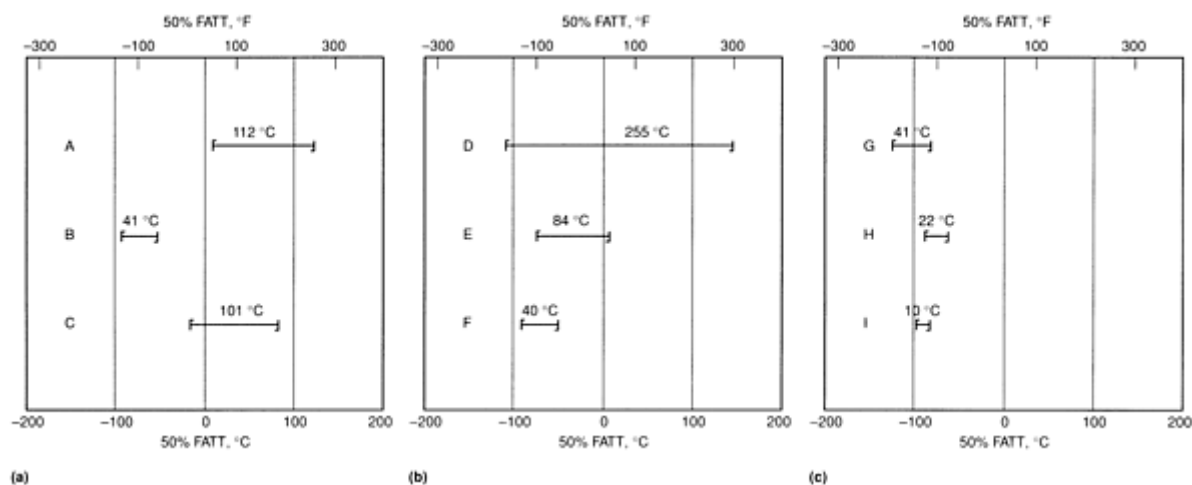 50% FATT, °F
−300 −100 100 300
A 112 °C
B 41 °C
C 101 °C
−200 −100 0 100 200
50% FATT, °C
(a)
50% FATT, °F
−300 −100 100 300
D 255 °C
E 84 °C
F 40 °C
−200 −100 0 100 200
50% FATT, °C
(b)
50% FATT, °F
−300 −100 100 300
G 41 °C
H 22 °C
I 10 °C
−200 −100 0 100 200
50% FATT, °C
(c)